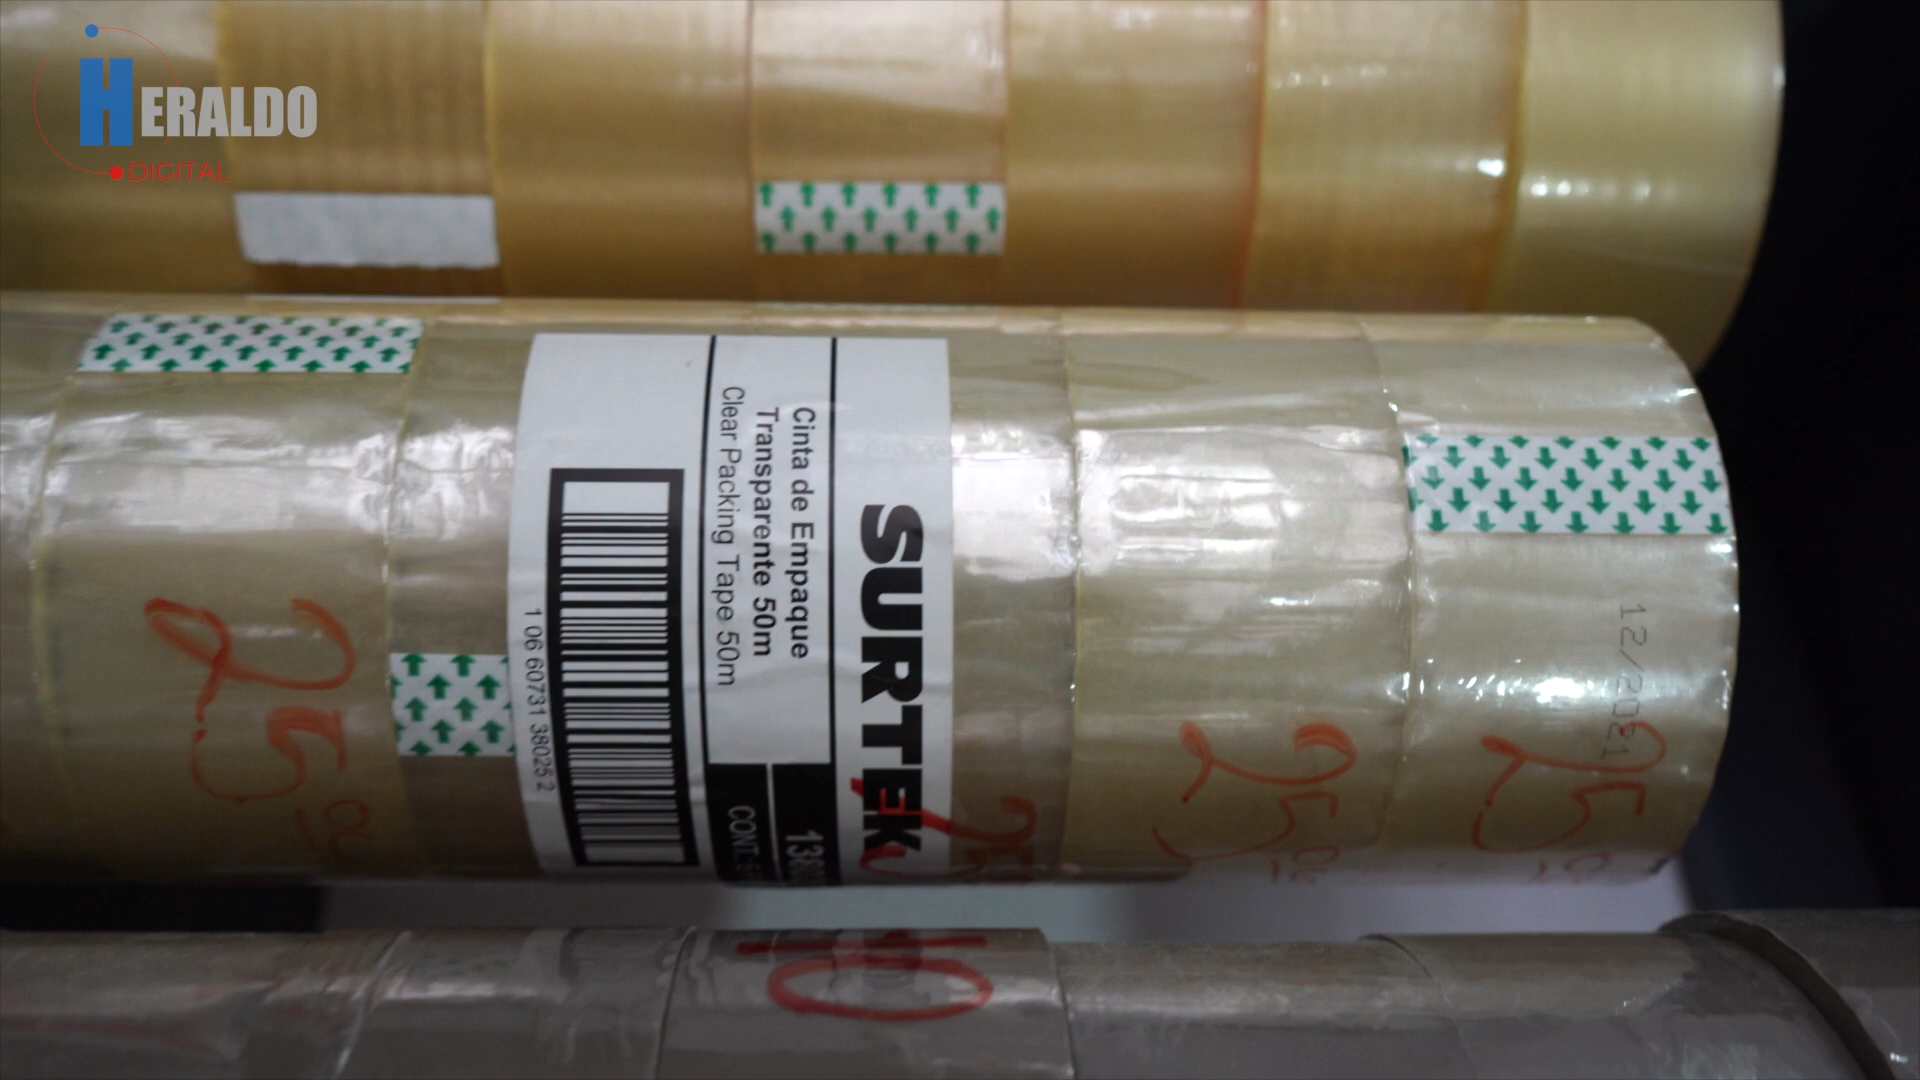 HERALDO
DIGITAL
SURTEK
Cinta de Empaque
Transparente 50m
Clear Packing Tape 50m
1 06 60731 38025 2
12/2021
25
25
25
25
10